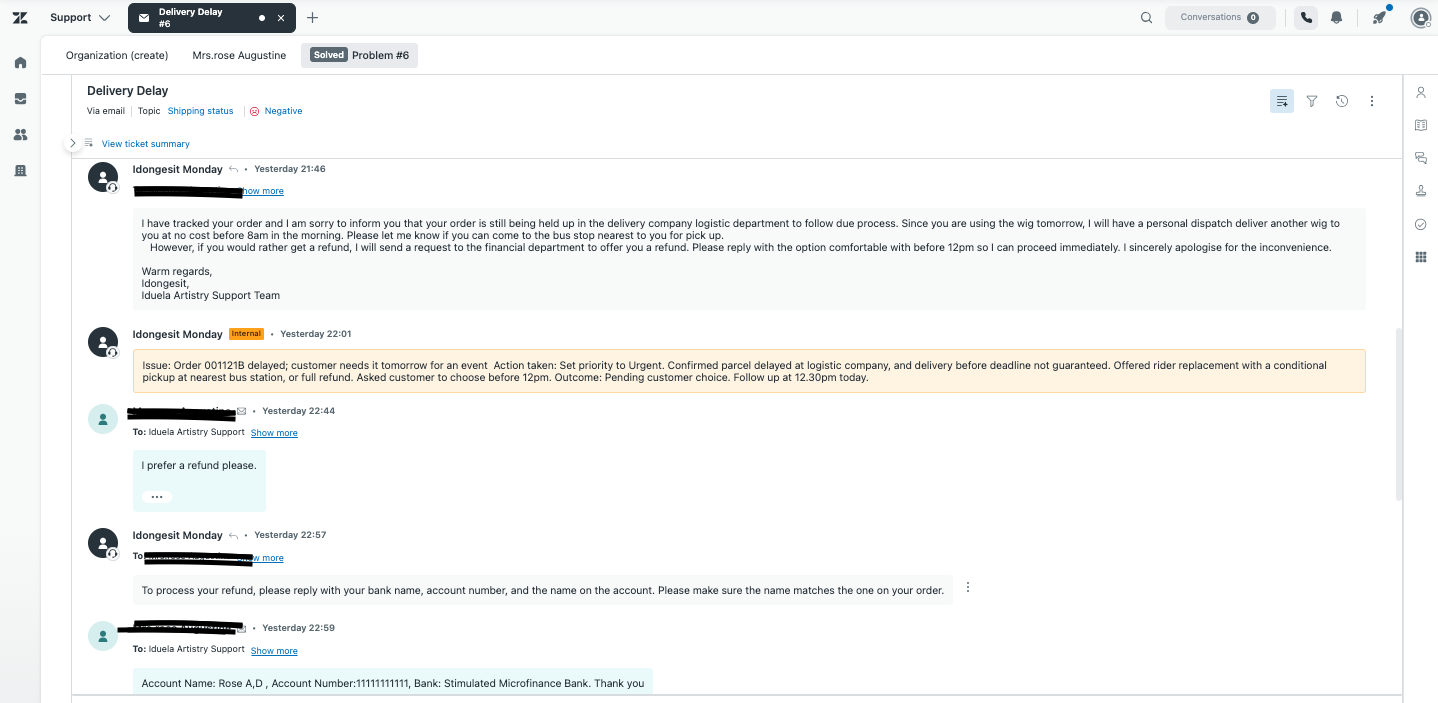 Support
Delivery Delay
#6
Conversations 0
Organization (create)
Mrs.rose Augustine
Solved Problem #6
Delivery Delay
Via email Topic Shipping status Negative
View ticket summary
Idongesit Monday • Yesterday 21:46
how more
I have tracked your order and I am sorry to inform you that your order is still being held up in the delivery company logistic department to follow due process. Since you are using the wig tomorrow, I will have a personal dispatch deliver another wig to
you at no cost before 8am in the morning. Please let me know if you can come to the bus stop nearest to you for pick up.
However, if you would rather get a refund, I will send a request to the financial department to offer you a refund. Please reply with the option comfortable with before 12pm so I can proceed immediately. I sincerely apologise for the inconvenience.
Warm regards,
Idongesit,
Iduela Artistry Support Team
Idongesit Monday Internal • Yesterday 22:01
Issue: Order 001121B delayed; customer needs it tomorrow for an event Action taken: Set priority to Urgent. Confirmed parcel delayed at logistic company, and delivery before deadline not guaranteed. Offered rider replacement with a conditional
pickup at nearest bus station, or full refund. Asked customer to choose before 12pm. Outcome: Pending customer choice. Follow up at 12.30pm today.
• Yesterday 22:44
To: Iduela Artistry Support Show more
I prefer a refund please.
Idongesit Monday • Yesterday 22:57
To
w more
To process your refund, please reply with your bank name, account number, and the name on the account. Please make sure the name matches the one on your order.
• Yesterday 22:59
To: Iduela Artistry Support Show more
Account Name: Rose A,D , Account Number:11111111111, Bank: Stimulated Microfinance Bank. Thank you